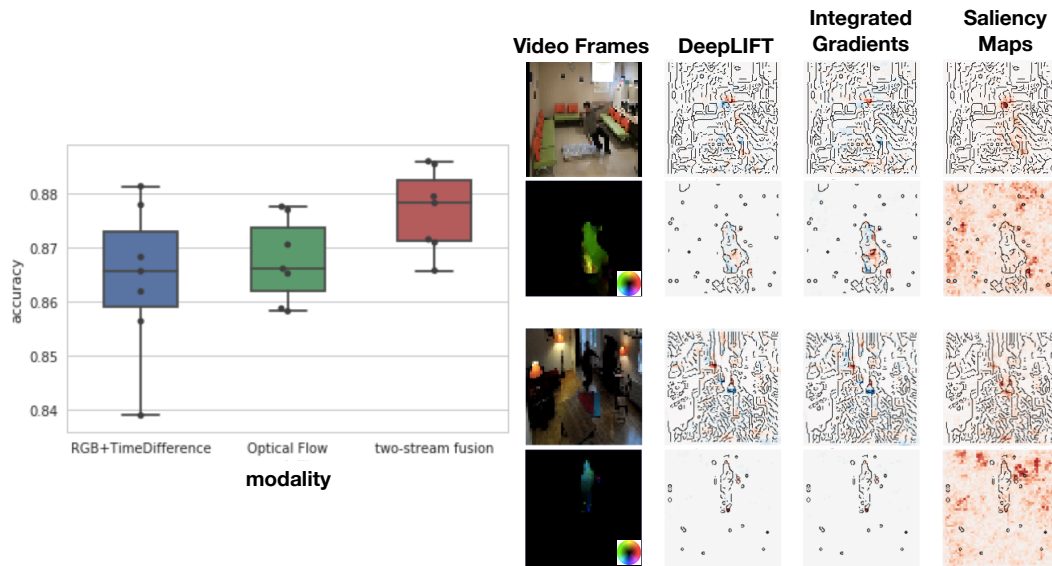 Video Frames
DeepLIFT
Integrated
Gradients
Saliency
Maps
accuracy
0.88
0.87
0.86
0.85
0.84
RGB+TimeDifference
Optical Flow
two-stream fusion
modality